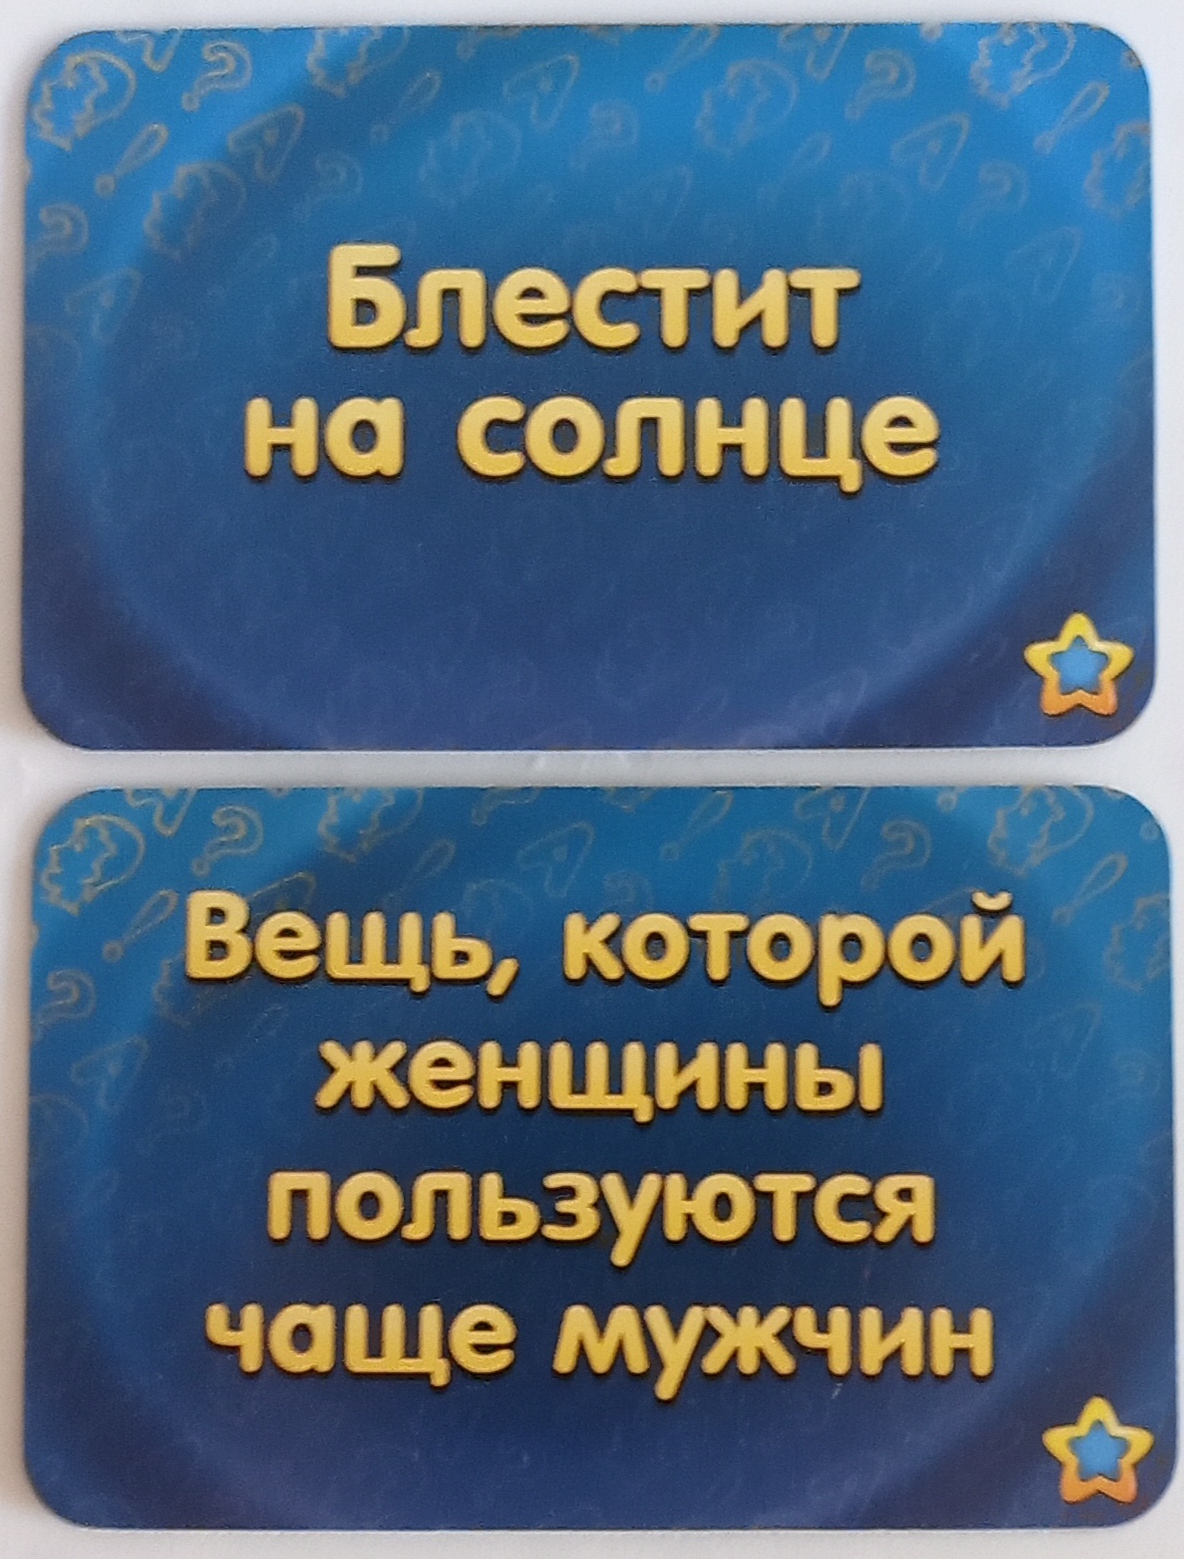 Блестит
на солнце
Вещь, которой
женщины
пользуются
чаще мужчин